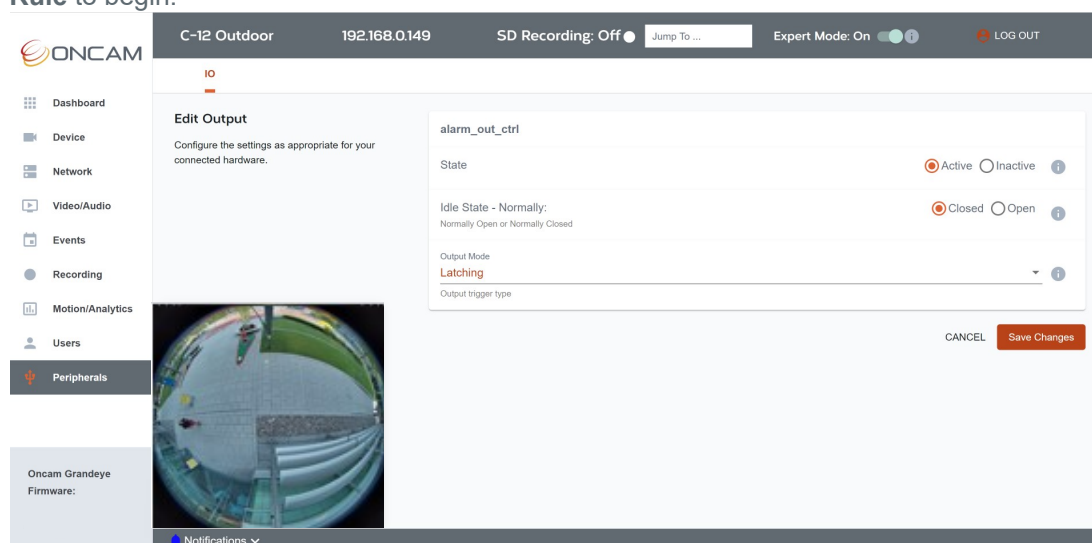 Rule to begin.
ONCAM
C-12 Outdoor 192.168.0.149 SD Recording: Off Jump To ... Expert Mode: On LOG OUT
IO
Dashboard
Device
Network
Video/Audio
Events
Recording
Motion/Analytics
Users
Peripherals
Oncam Grandeye
Firmware:
Edit Output
Configure the settings as appropriate for your
connected hardware.
alarm_out_ctrl
State Active Inactive
Idle State - Normally: Closed Open
Normally Open or Normally Closed
Output Mode
Latching
Output trigger type
CANCEL Save Changes
Notifications